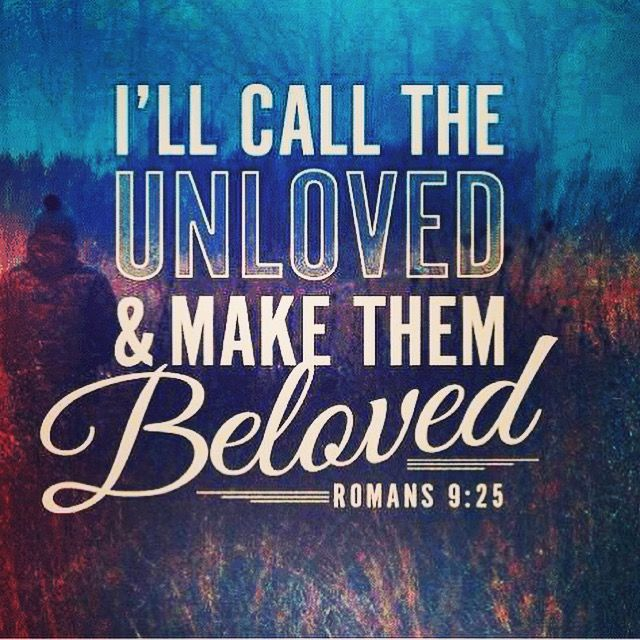 I'LL CALL THE
UNLOVED
& MAKE THEM
Beloved
ROMANS 9:25